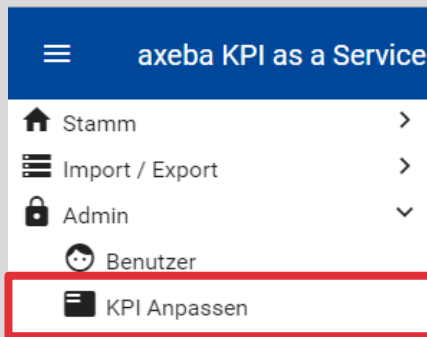 axeba KPI as a Service
Stamm
Import / Export
Admin
Benutzer
KPI Anpassen